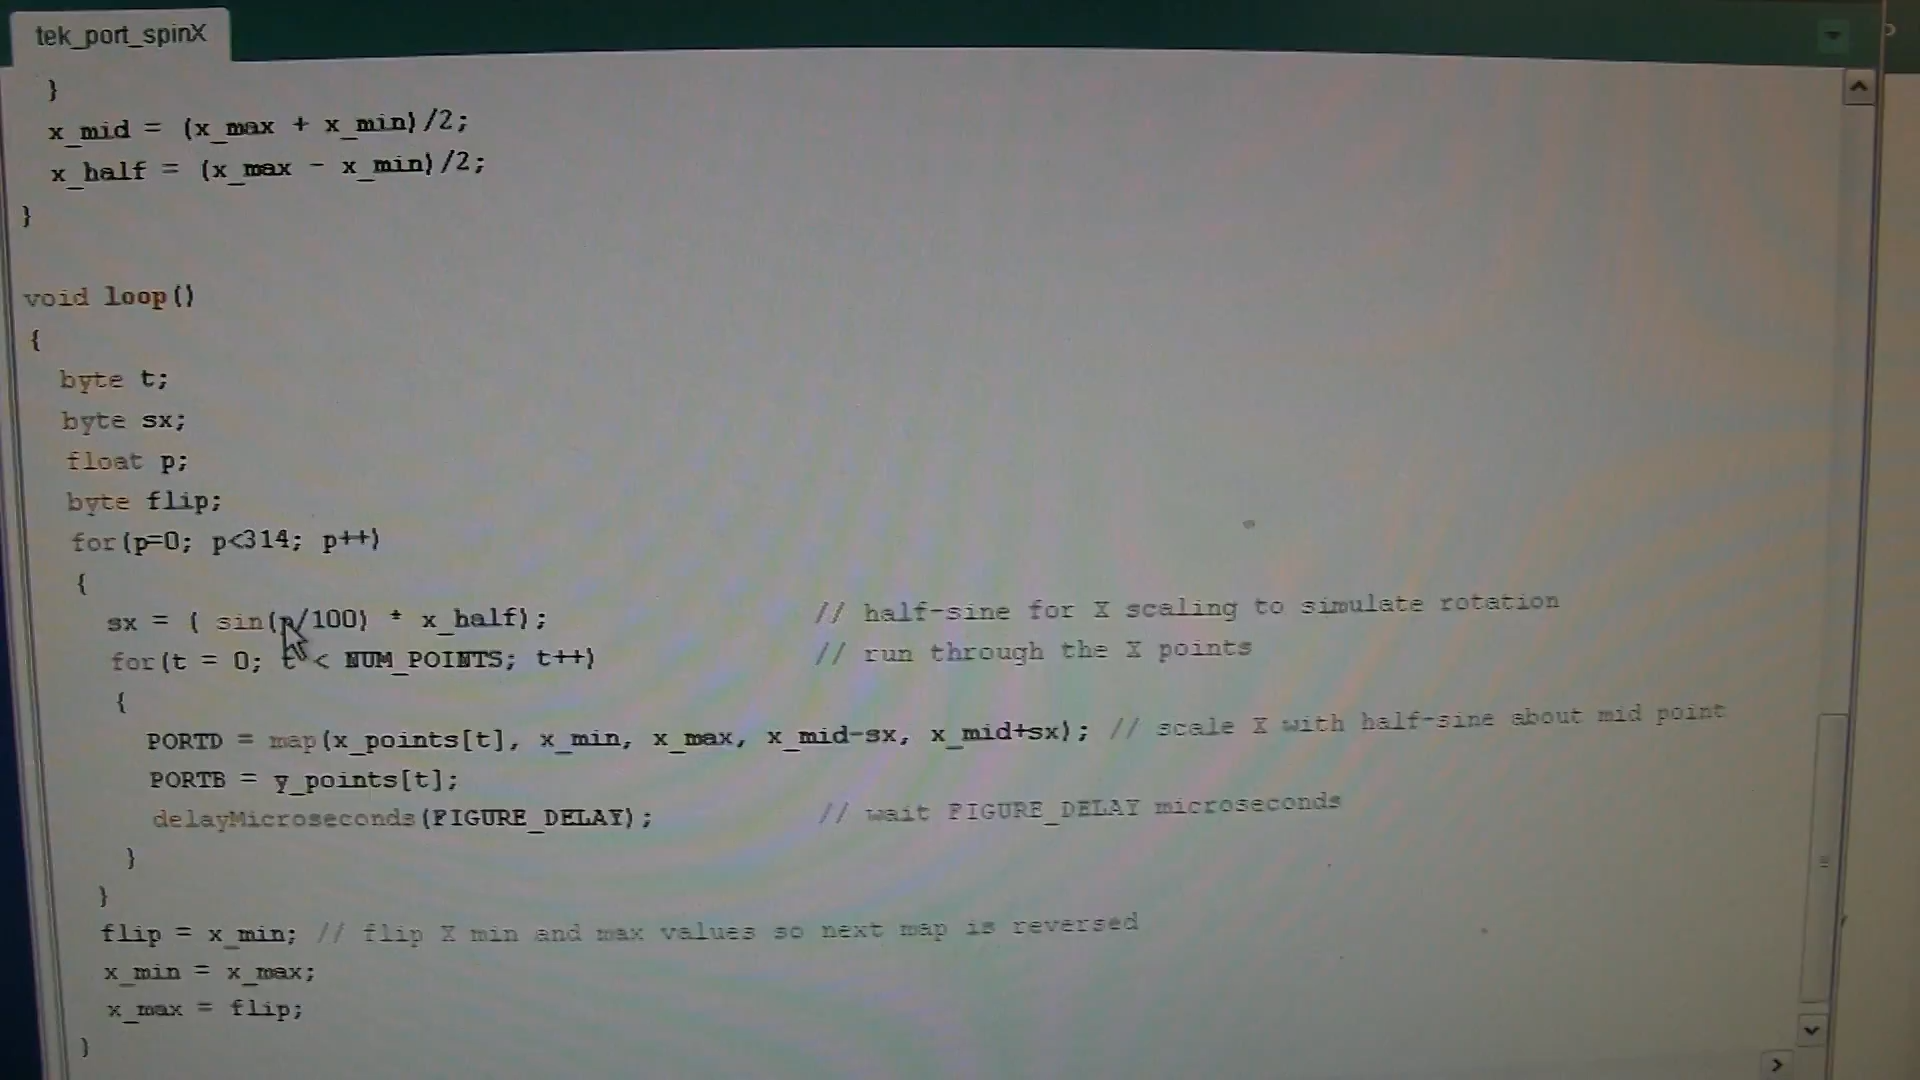 tek_port_spinX
}
x_mid = (x_max + x_min)/2;
x_half = (x_max - x_min)/2;
}
void loop()
{
byte t;
byte sx;
float p;
byte flip;
for(p=0; p<314; p++)
{
sx = ( sin(p/100) * x_half); // half-sine for X scaling to simulate rotation
for(t = 0; t < NUM_POINTS; t++) // run through the X points
{
PORTD = map(x_points[t], x_min, x_max, x_mid-sx, x_mid+sx); // scale X with half-sine about mid point
PORTB = y_points[t];
delayMicroseconds(FIGURE_DELAY); // wait FIGURE_DELAY microseconds
}
}
flip = x_min; // flip X min and max values so next map is reversed
x_min = x_max;
x_max = flip;
}